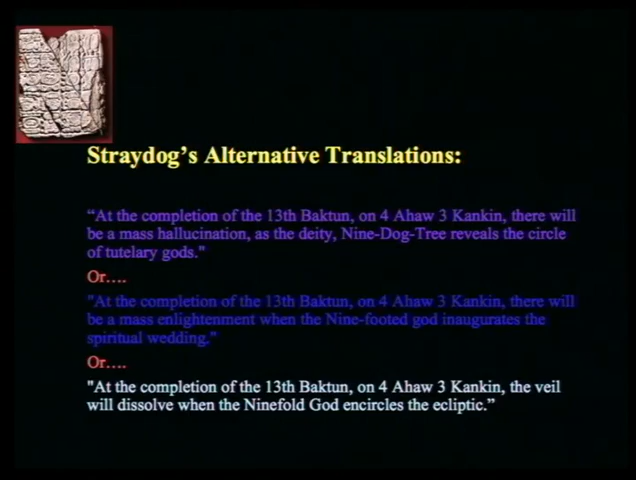 Straydog’s Alternative Translations:
“At the completion of the 13th Baktun, on 4 Ahaw 3 Kankin, there will
be a mass hallucination, as the deity, Nine-Dog-Tree reveals the circle
of tutelary gods."
Or....
"At the completion of the 13th Baktun, on 4 Ahaw 3 Kankin, there will
be a mass enlightenment when the Nine-footed god inaugurates the
spiritual wedding."
Or....
"At the completion of the 13th Baktun, on 4 Ahaw 3 Kankin, the veil
will dissolve when the Ninefold God encircles the ecliptic.”